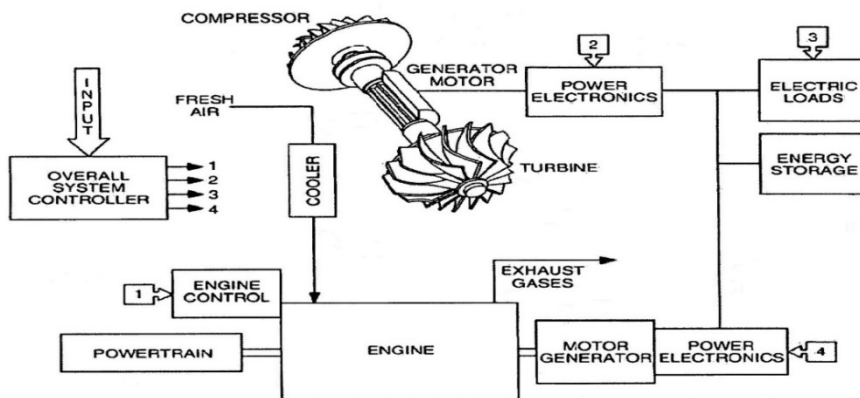 COMPRESSOR
GENERATOR
MOTOR
2
POWER
ELECTRONICS
3
ELECTRIC
LOADS
ENERGY
STORAGE
INPUT
FRESH
AIR
COOLER
TURBINE
OVERALL
SYSTEM
CONTROLLER
1
2
3
4
EXHAUST
GASES
1
ENGINE
CONTROL
POWERTRAIN
ENGINE
MOTOR
GENERATOR
POWER
ELECTRONICS
4